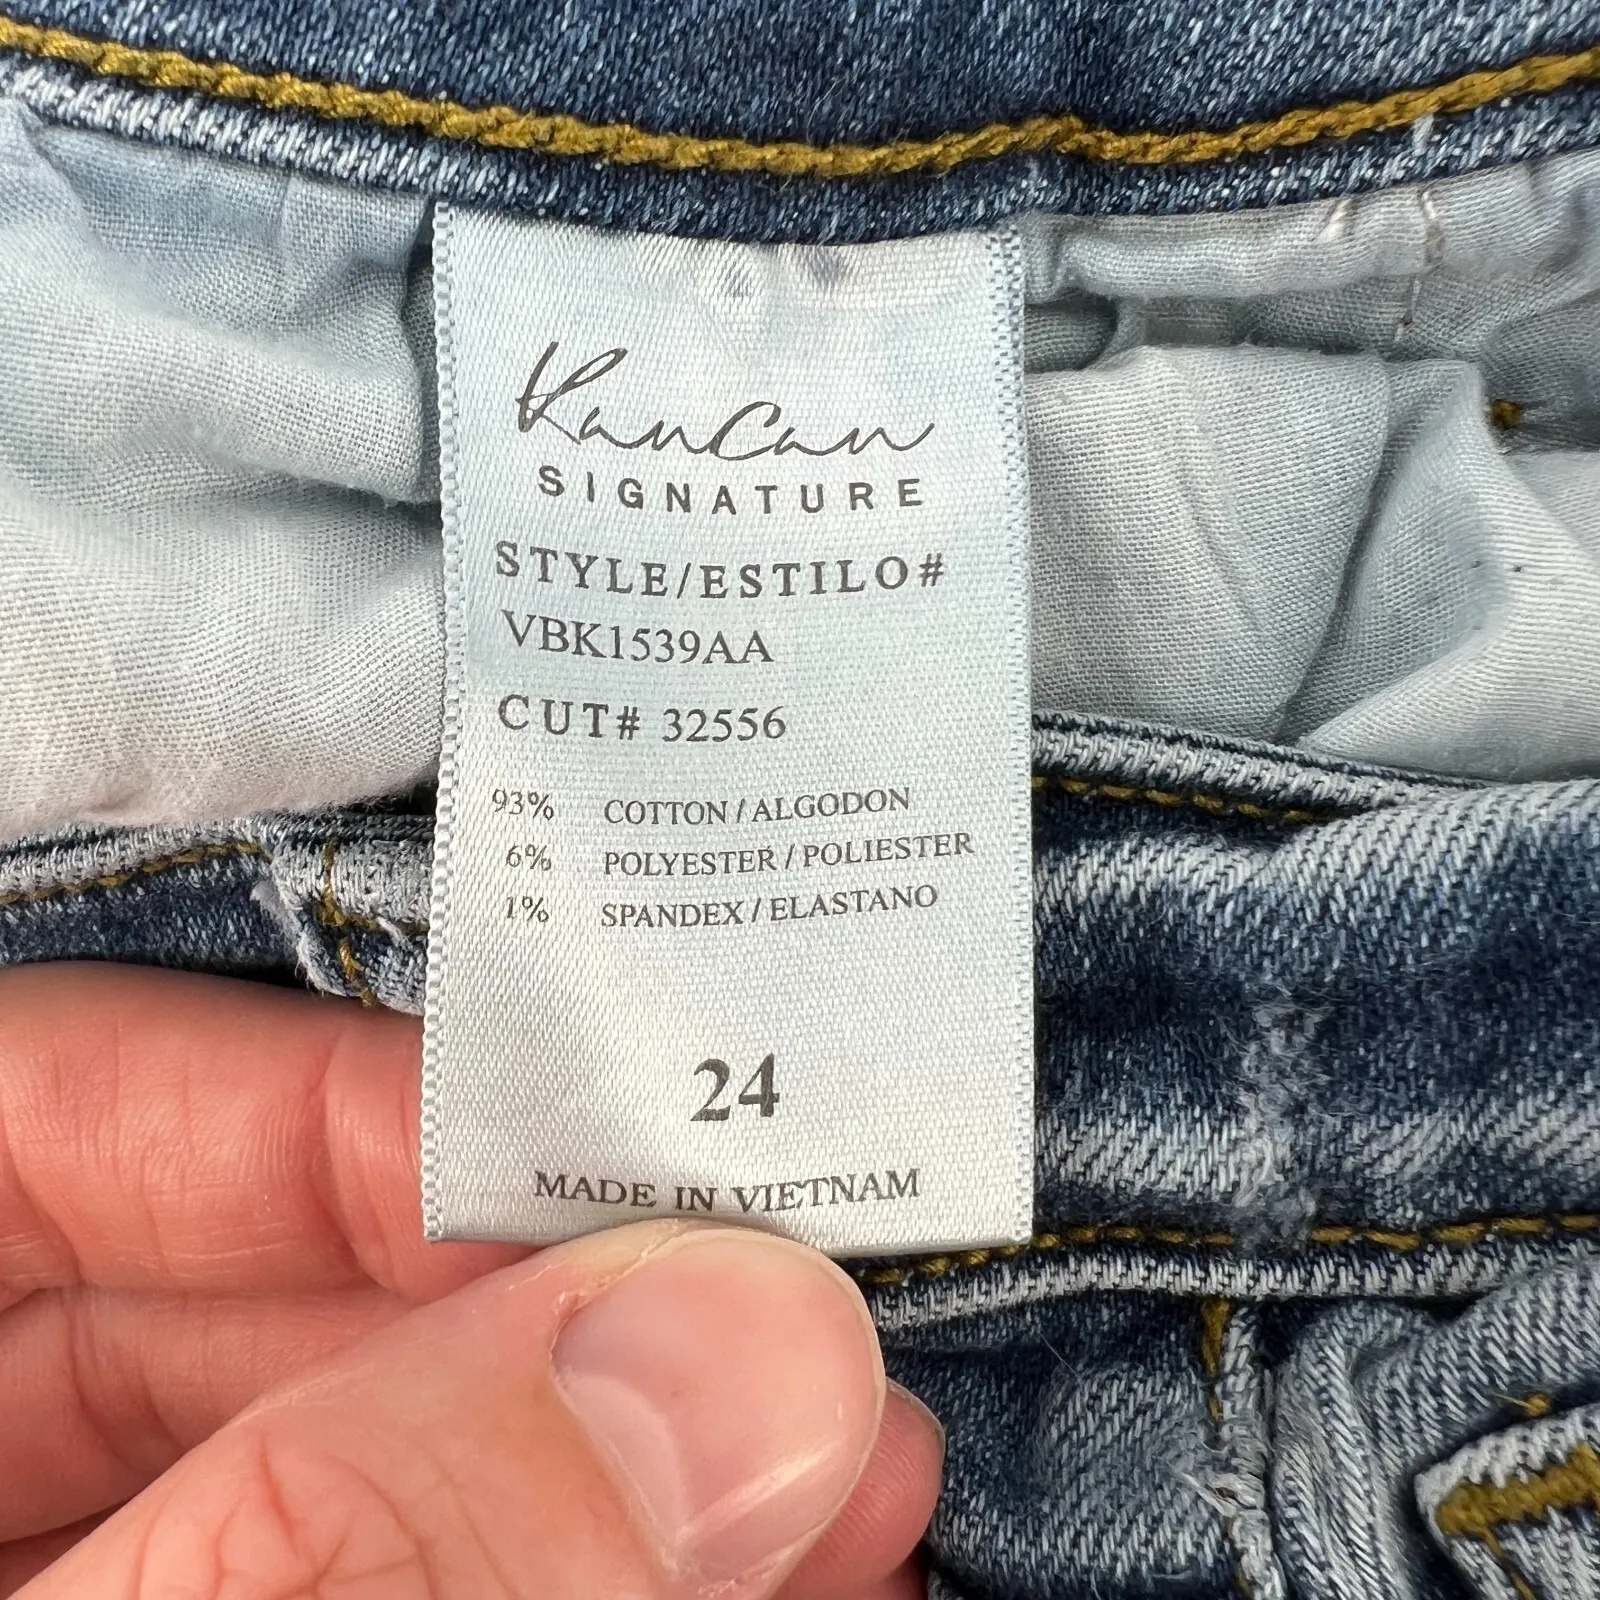 KanCan
SIGNATURE
STYLE/ESTILO#
VBK1539AA
CUT# 32556
93% COTTON / ALGODON
6% POLYESTER / POLIESTER
1% SPANDEX / ELASTANO
24
MADE IN VIETNAM